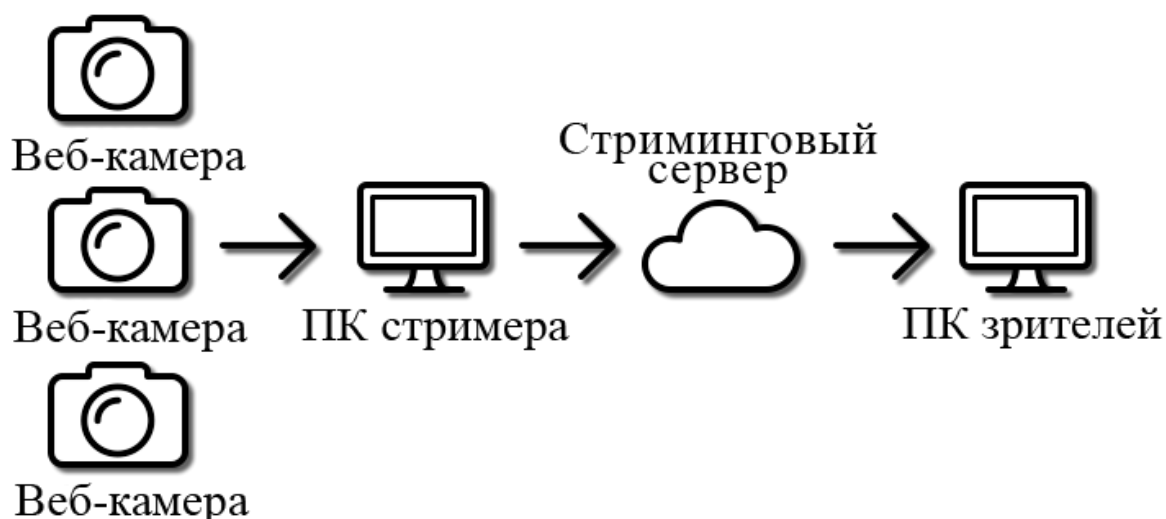 Веб-камера
Стриминговый
сервер
Веб-камера
ПК стримера
ПК зрителей
Веб-камера